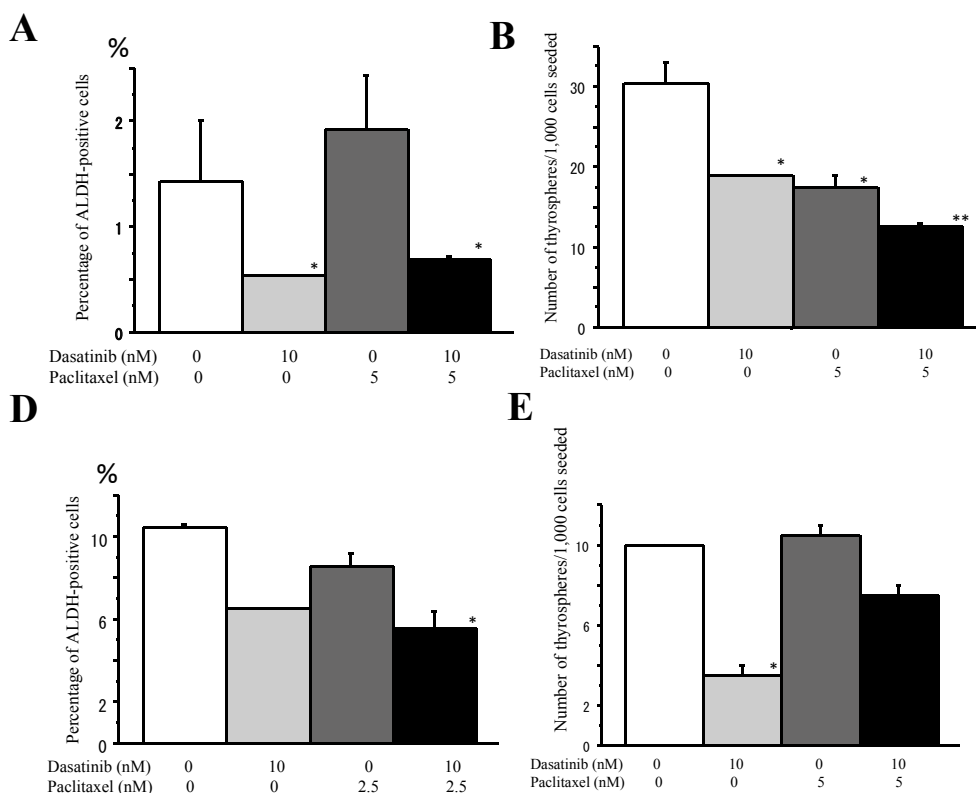 A
%
Percentage of ALDH-positive cells
2
1
0
*
*
Dasatinib (nM) 0 10 0 10
Paclitaxel (nM) 0 0 5 5
B
Number of thyrospheres/1,000 cells seeded
30
20
10
0
*
*
**
Dasatinib (nM) 0 10 0 10
Paclitaxel (nM) 0 0 5 5
D
%
Percentage of ALDH-positive cells
10
6
2
0
*
Dasatinib (nM) 0 10 0 10
Paclitaxel (nM) 0 0 2.5 2.5
E
Number of thyrospheres/1,000 cells seeded
10
6
2
0
*
Dasatinib (nM) 0 10 0 10
Paclitaxel (nM) 0 0 5 5